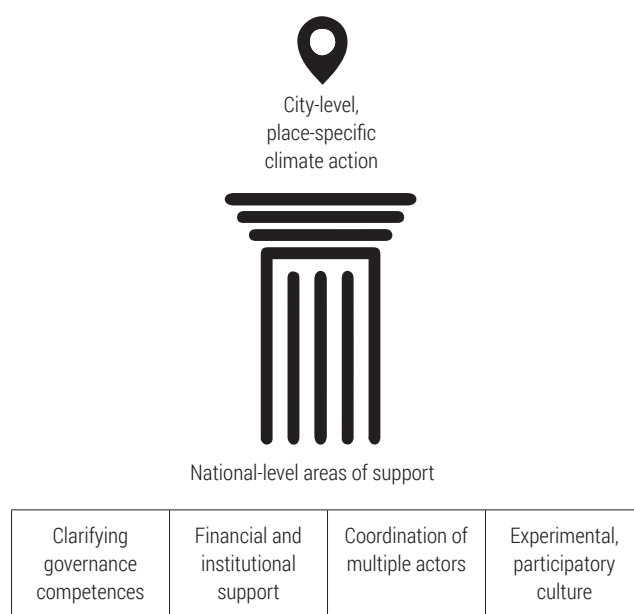 City-level,
place-specific
climate action
National-level areas of support
Clarifying
governance
competences
Financial and
institutional
support
Coordination of
multiple actors
Experimental,
participatory
culture